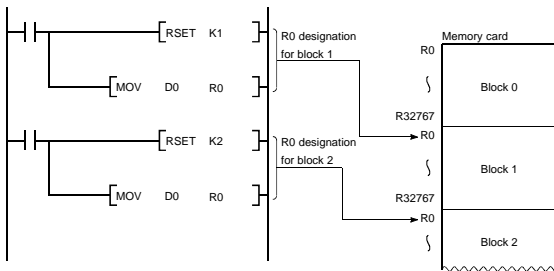 RSET K1
MOV D0 R0
R0 designation
for block 1
RSET K2
MOV D0 R0
R0 designation
for block 2
Memory card
R0
Block 0
R32767
R0
Block 1
R32767
R0
Block 2